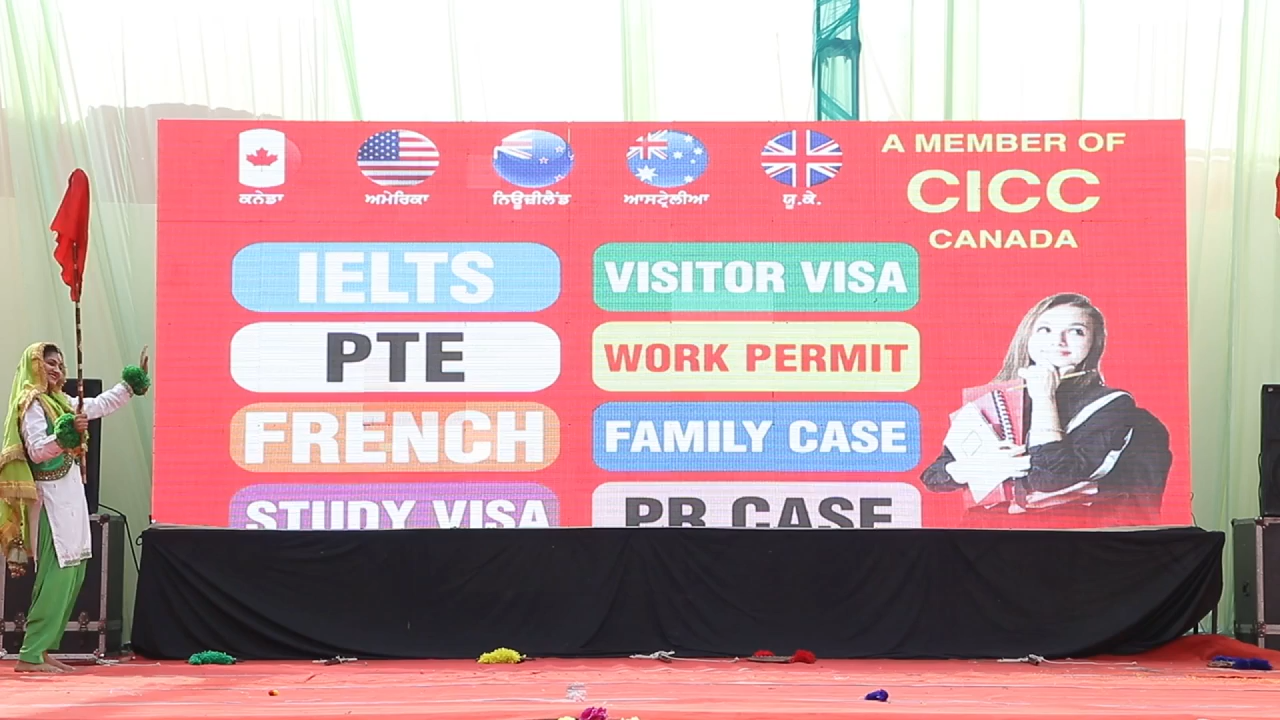 ਕਨੇਡਾ
ਅਮੇਰਿਕਾ
ਨਿਊਜ਼ੀਲੈਂਡ
ਆਸਟ੍ਰੇਲੀਆ
ਯੂ.ਕੇ.
A MEMBER OF
CICC
CANADA
IELTS
VISITOR VISA
PTE
WORK PERMIT
FRENCH
FAMILY CASE
STUDY VISA
PR CASE